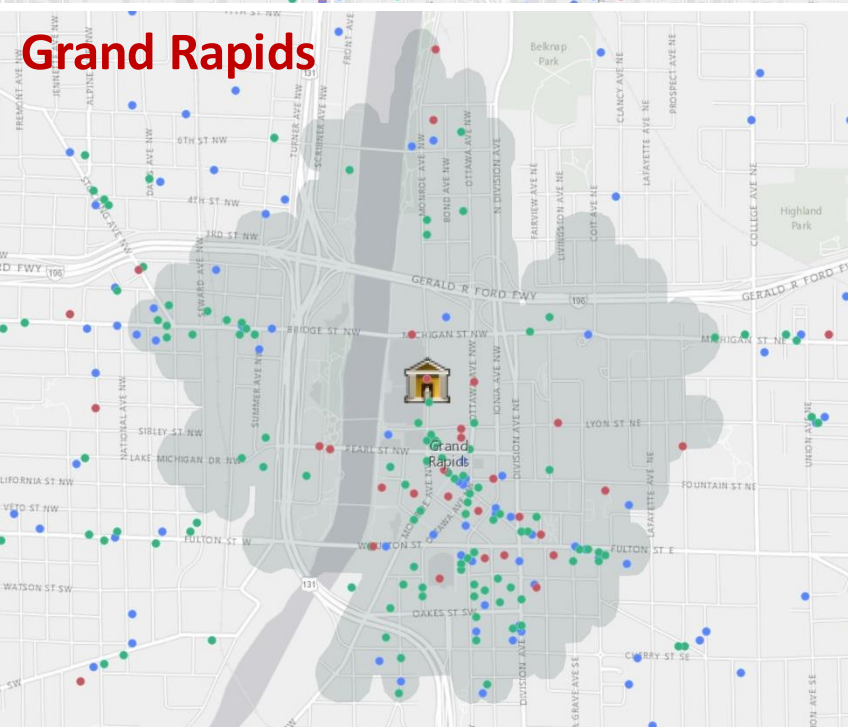 Grand Rapids
FRONT AVE
131
Belknap
Park
FREMONT AVE NW
ALPINE AVE NW
TURNER AVE NW
SCRIBNER AVE NW
6TH ST NW
DAVIS AVE NW
STOCKING AVE NW
4TH ST NW
3RD ST NW
MONROE AVE NW
BOND AVE NW
OTTAWA AVE NW
N DIVISION AVE
FAIRVIEW AVE NE
LIVINGSTON AVE NE
COIT AVE NE
CLANCY AVE NE
LAFAYETTE AVE NE
PROSPECT AVE NE
COLLEGE AVE NE
Highland
Park
196
SEWARD AVE NW
GERALD R FORD FWY
196
GERALD R FORD FWY
BRIDGE ST NW
MICHIGAN ST NW
MICHIGAN ST NE
SUMMER AVE NW
NATIONAL AVE NW
OTTAWA AVE NW
IONIA AVE NW
DIVISION AVE
LYON ST NE
UNION AVE NE
SIBLEY ST NW
LAKE MICHIGAN DR NW
PEARL ST NW
Grand
Rapids
LAFAYETTE AVE NE
FOUNTAIN ST NE
FULTON ST W
FULTON ST E
WATSON ST SW
131
OAKES ST SW
DIVISION AVE
CHERRY ST SE